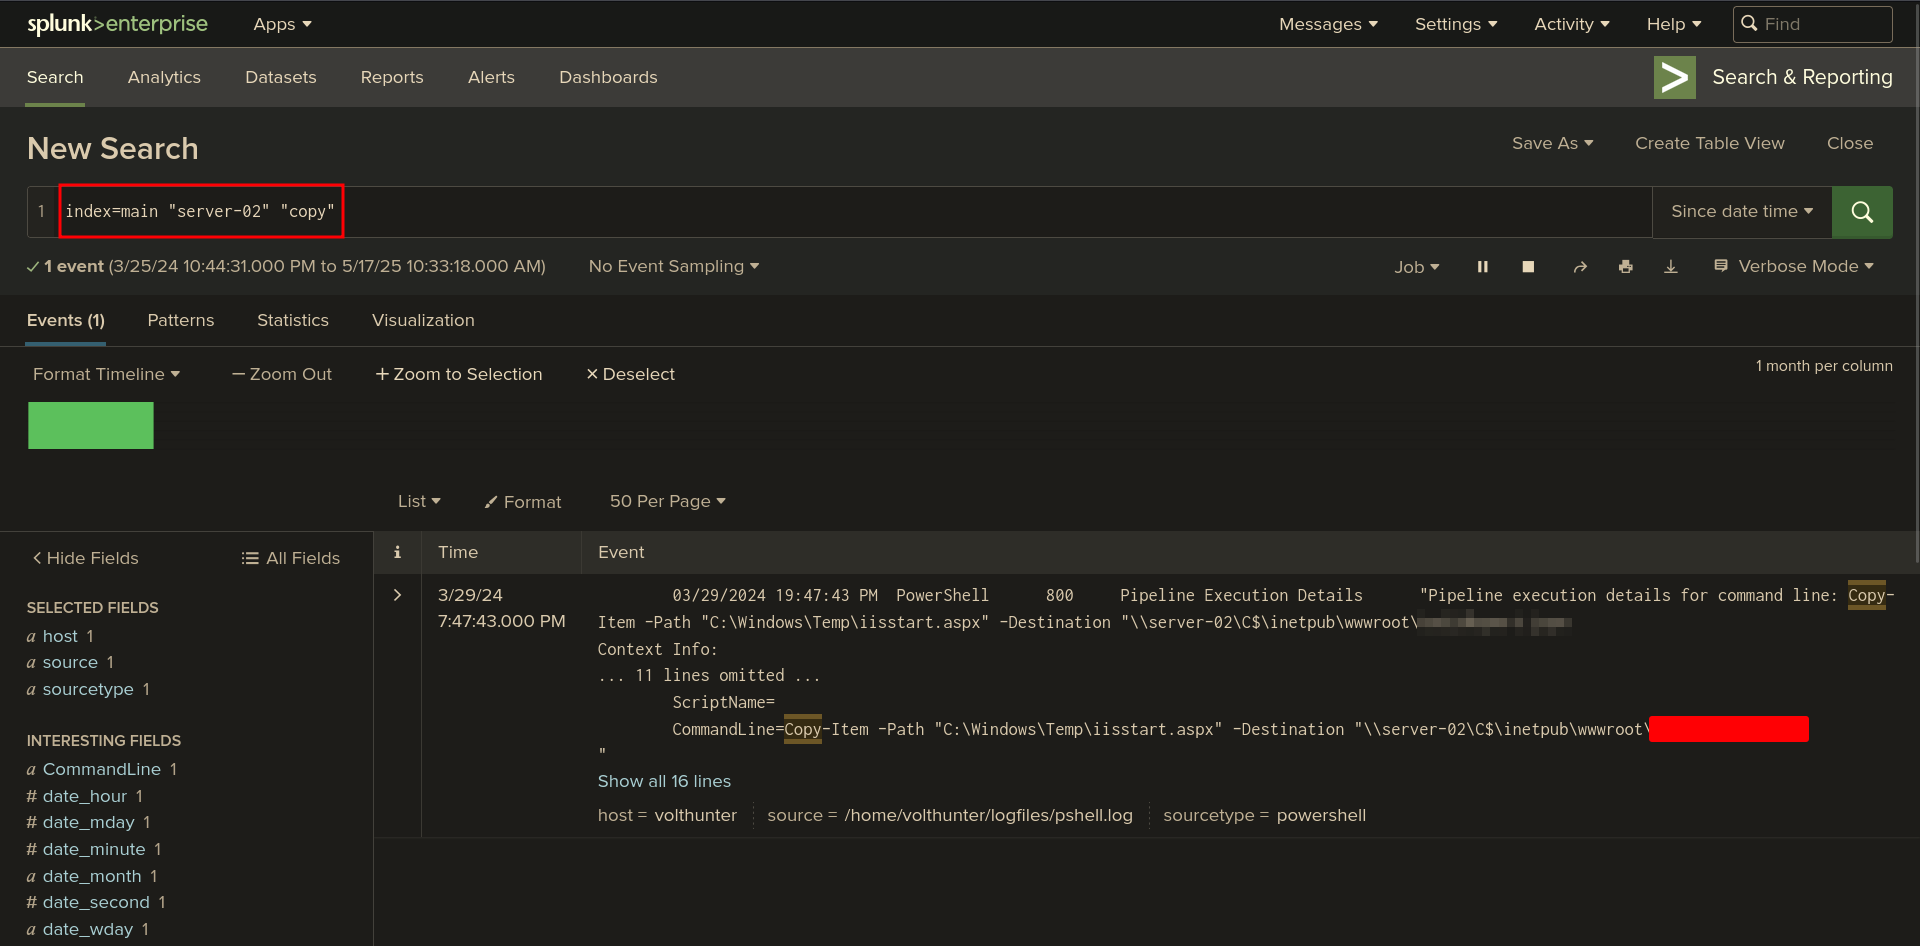 splunk>enterprise Apps Messages Settings Activity Help Find
Search Analytics Datasets Reports Alerts Dashboards > Search & Reporting
New Search Save As Create Table View Close
1 index=main "server-02" "copy" Since date time
✓ 1 event (3/25/24 10:44:31.000 PM to 5/17/25 10:33:18.000 AM) No Event Sampling Job Verbose Mode
Events (1) Patterns Statistics Visualization
Format Timeline — Zoom Out + Zoom to Selection × Deselect 1 month per column
List Format 50 Per Page
< Hide Fields All Fields
SELECTED FIELDS
a host 1
a source 1
a sourcetype 1
INTERESTING FIELDS
a CommandLine 1
# date_hour 1
# date_mday 1
# date_minute 1
a date_month 1
# date_second 1
a date_wday 1
i Time Event
> 3/29/24
7:47:43.000 PM
03/29/2024 19:47:43 PM PowerShell 800 Pipeline Execution Details "Pipeline execution details for command line: Copy-
Item -Path "C:\Windows\Temp\iisstart.aspx" -Destination "\\server-02\C$\inetpub\wwwroot\
Context Info:
... 11 lines omitted ...
ScriptName=
CommandLine=Copy-Item -Path "C:\Windows\Temp\iisstart.aspx" -Destination "\\server-02\C$\inetpub\wwwroot\
"
Show all 16 lines
host = volthunter source = /home/volthunter/logfiles/pshell.log sourcetype = powershell